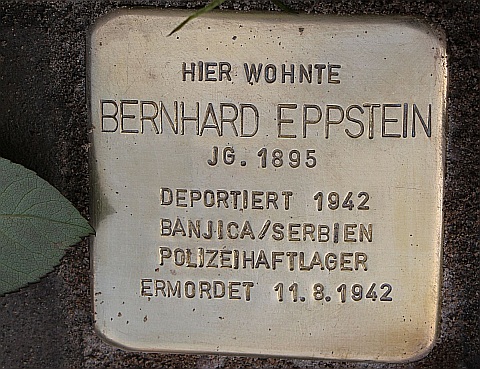 HIER WOHNTE
BERNHARD EPPSTEIN
JG. 1895
DEPORTIERT 1942
BANJICA/SERBIEN
POLIZEIHAFTLAGER
ERMORDET 11.8.1942